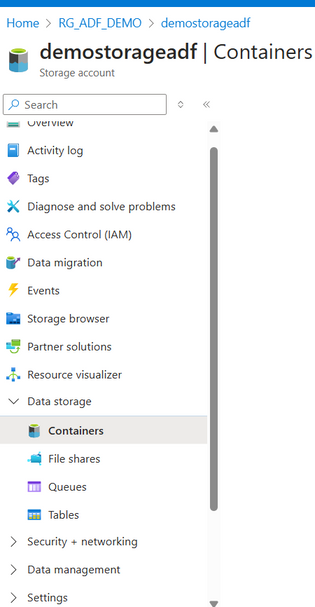 Home > RG_ADF_DEMO > demostorageadf
demostorageadf | Containers
Storage account
Search
Overview
Activity log
Tags
Diagnose and solve problems
Access Control (IAM)
Data migration
Events
Storage browser
Partner solutions
Resource visualizer
Data storage
Containers
File shares
Queues
Tables
Security + networking
Data management
Settings